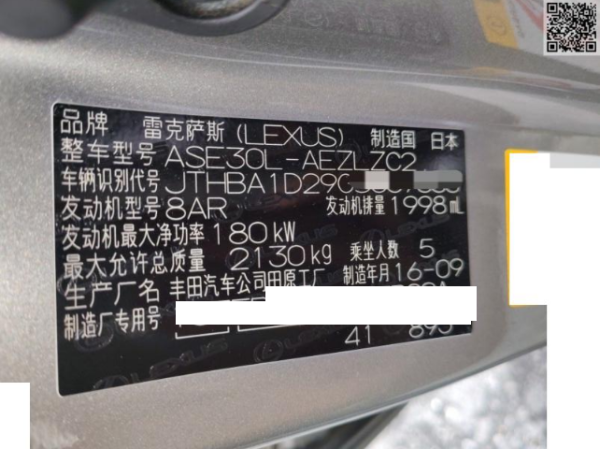 品牌 雷克萨斯(LEXUS) 制造国 日本
整车型号 ASE30L-AEZLZC2
车辆识别代号 JTHBA1D29G
发动机型号 8AR 发动机排量 1998mL
发动机最大净功率 180kW
最大允许总质量 2130kg 乘坐人数 5
生产厂名 丰田汽车公司田原工厂 制造年月 16-09
制造厂专用号
41 895